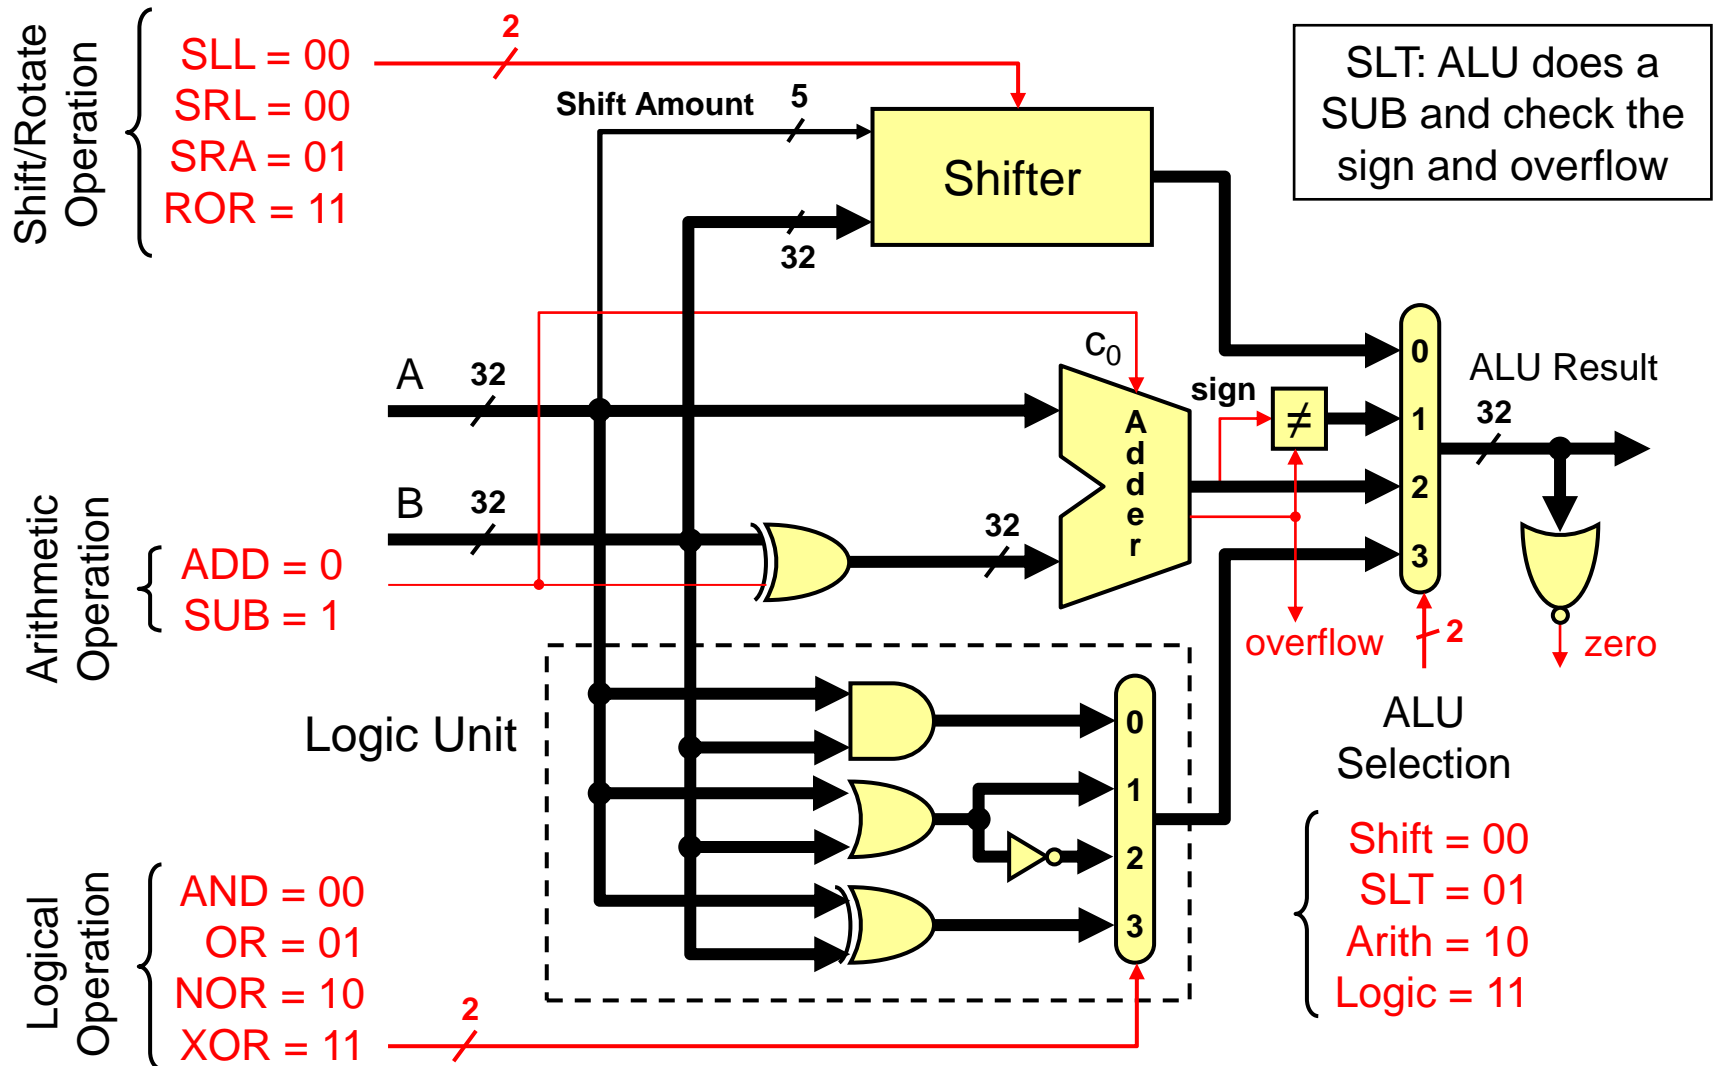 Shift/Rotate
Operation
SLL = 00
SRL = 00
SRA = 01
ROR = 11
2
Shift Amount
5
32
Shifter
SLT: ALU does a
SUB and check the
sign and overflow
A
32
B
32
c0
Adder
32
sign
≠
overflow
0
1
2
3
ALU Result
32
zero
2
ALU
Selection
Shift = 00
SLT = 01
Arith = 10
Logic = 11
Arithmetic
Operation
ADD = 0
SUB = 1
Logic Unit
0
1
2
3
Logical
Operation
AND = 00
OR = 01
NOR = 10
XOR = 11
2